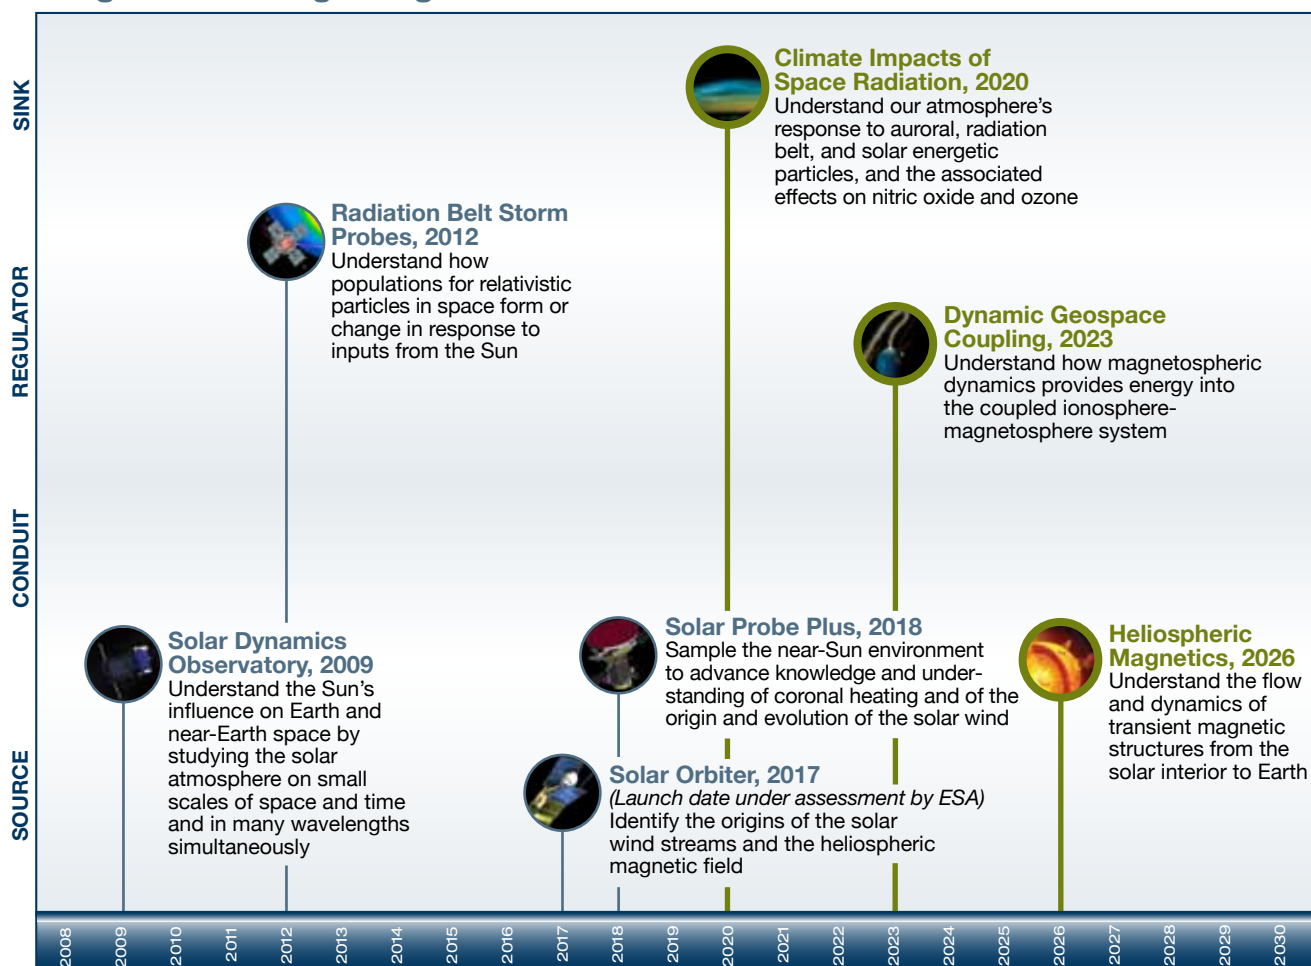 SINK
REGULATOR
CONDUIT
SOURCE
Climate Impacts of
Space Radiation, 2020
Understand our atmosphere's
response to auroral, radiation
belt, and solar energetic
particles, and the associated
effects on nitric oxide and ozone
Radiation Belt Storm
Probes, 2012
Understand how
populations for relativistic
particles in space form or
change in response to
inputs from the Sun
Dynamic Geospace
Coupling, 2023
Understand how magnetospheric
dynamics provides energy into
the coupled ionosphere-
magnetosphere system
Solar Dynamics
Observatory, 2009
Understand the Sun's
influence on Earth and
near-Earth space by
studying the solar
atmosphere on small
scales of space and time
and in many wavelengths
simultaneously
Solar Probe Plus, 2018
Sample the near-Sun environment
to advance knowledge and under-
standing of coronal heating and of the
origin and evolution of the solar wind
Solar Orbiter, 2017
(Launch date under assessment by ESA)
Identify the origins of the solar
wind streams and the heliospheric
magnetic field
Heliospheric
Magnetics, 2026
Understand the flow
and dynamics of
transient magnetic
structures from the
solar interior to Earth
2008
2009
2010
2011
2012
2013
2014
2015
2016
2017
2018
2019
2020
2021
2022
2023
2024
2025
2026
2027
2028
2029
2030